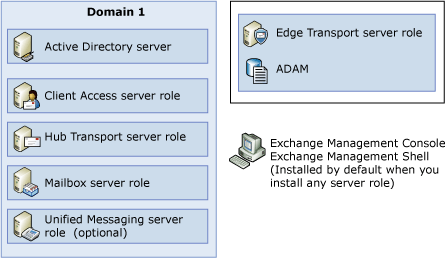 Domain 1
Active Directory server
Client Access server role
Hub Transport server role
Mailbox server role
Unified Messaging server
role (optional)
Edge Transport server role
ADAM
Exchange Management Console
Exchange Management Shell
(Installed by default when you
install any server role)